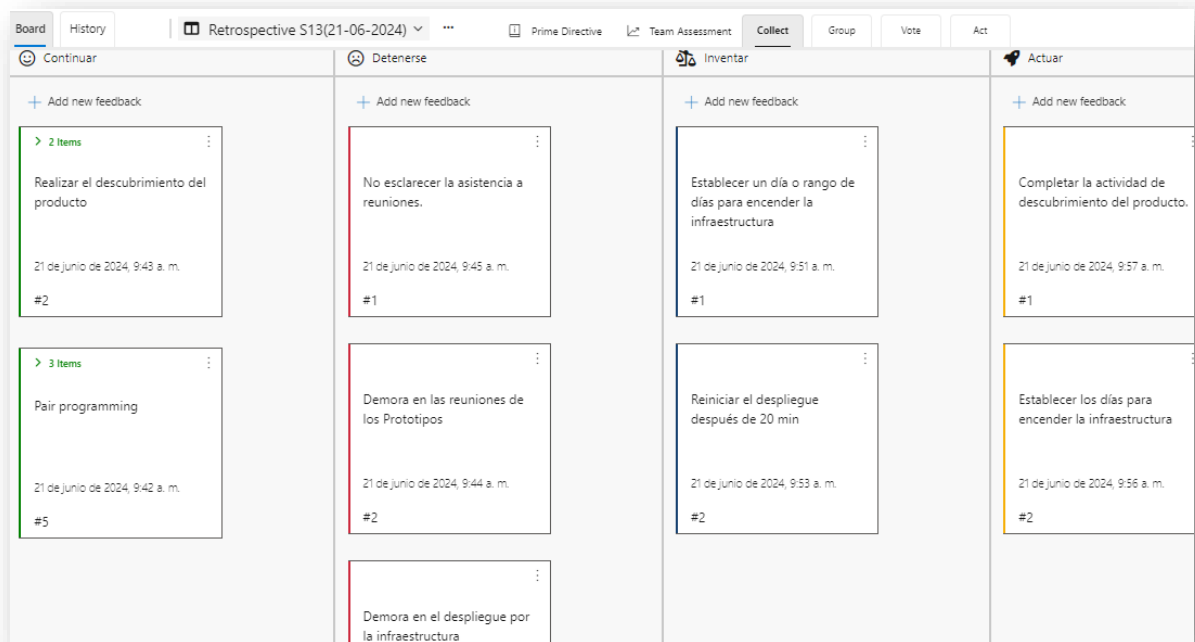 Board
History
Retrospective S13(21-06-2024)
Prime Directive
Team Assessment
Collect
Group
Vote
Act
Continuar
Add new feedback
2 Items
Realizar el descubrimiento del
producto
21 de junio de 2024, 9:43 a. m.
#2
3 Items
Pair programming
21 de junio de 2024, 9:42 a. m.
#5
Detenerse
Add new feedback
No esclarecer la asistencia a
reuniones.
21 de junio de 2024, 9:45 a. m.
#1
Demora en las reuniones de
los Prototipos
21 de junio de 2024, 9:44 a. m.
#2
Demora en el despliegue por
la infraestructura
Inventar
Add new feedback
Establecer un día o rango de
días para encender la
infraestructura
21 de junio de 2024, 9:51 a. m.
#1
Reiniciar el despliegue
después de 20 min
21 de junio de 2024, 9:53 a. m.
#2
Actuar
Add new feedback
Completar la actividad de
descubrimiento del producto.
21 de junio de 2024, 9:57 a. m.
#1
Establecer los días para
encender la infraestructura
21 de junio de 2024, 9:56 a. m.
#2